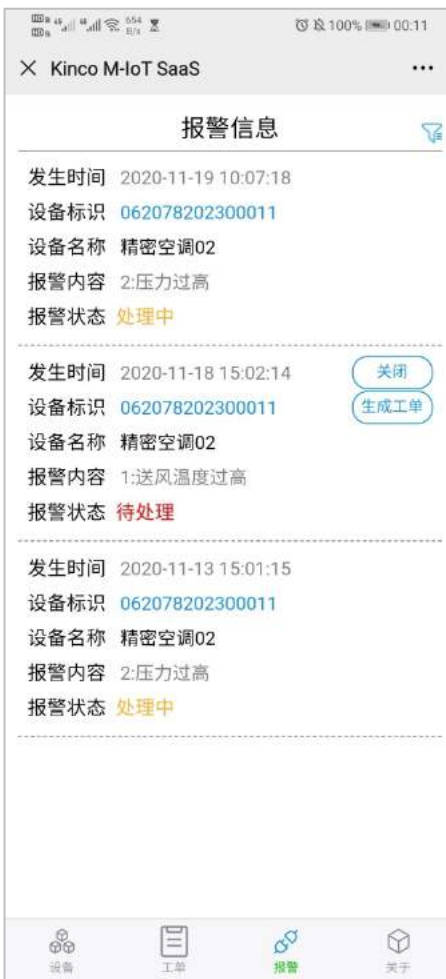 654
B/s
100%
00:11
Kinco M-IoT SaaS
报警信息
发生时间 2020-11-19 10:07:18
设备标识 062078202300011
设备名称 精密空调02
报警内容 2:压力过高
报警状态 处理中
发生时间 2020-11-18 15:02:14
关闭
设备标识 062078202300011
生成工单
设备名称 精密空调02
报警内容 1:送风温度过高
报警状态 待处理
发生时间 2020-11-13 15:01:15
设备标识 062078202300011
设备名称 精密空调02
报警内容 2:压力过高
报警状态 处理中
设备
工单
报警
关于